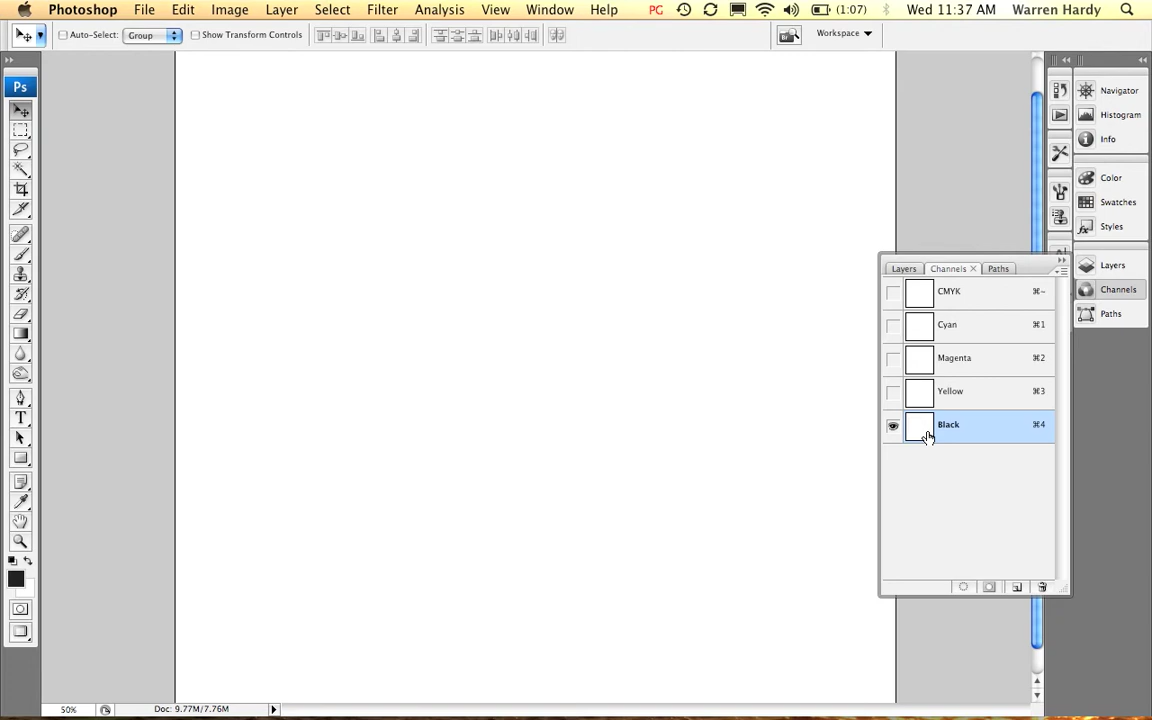 Photoshop File Edit Image Layer Select Filter Analysis View Window Help PG (1:07) Wed 11:37 AM Warren Hardy
Auto-Select: Group Show Transform Controls Workspace
Ps
Navigator
Histogram
Info
Color
Swatches
Styles
Layers
Channels
Paths
Layers Channels Paths
CMYK ⌘~
Cyan ⌘1
Magenta ⌘2
Yellow ⌘3
Black ⌘4
T
50% Doc: 9.77M/7.76M